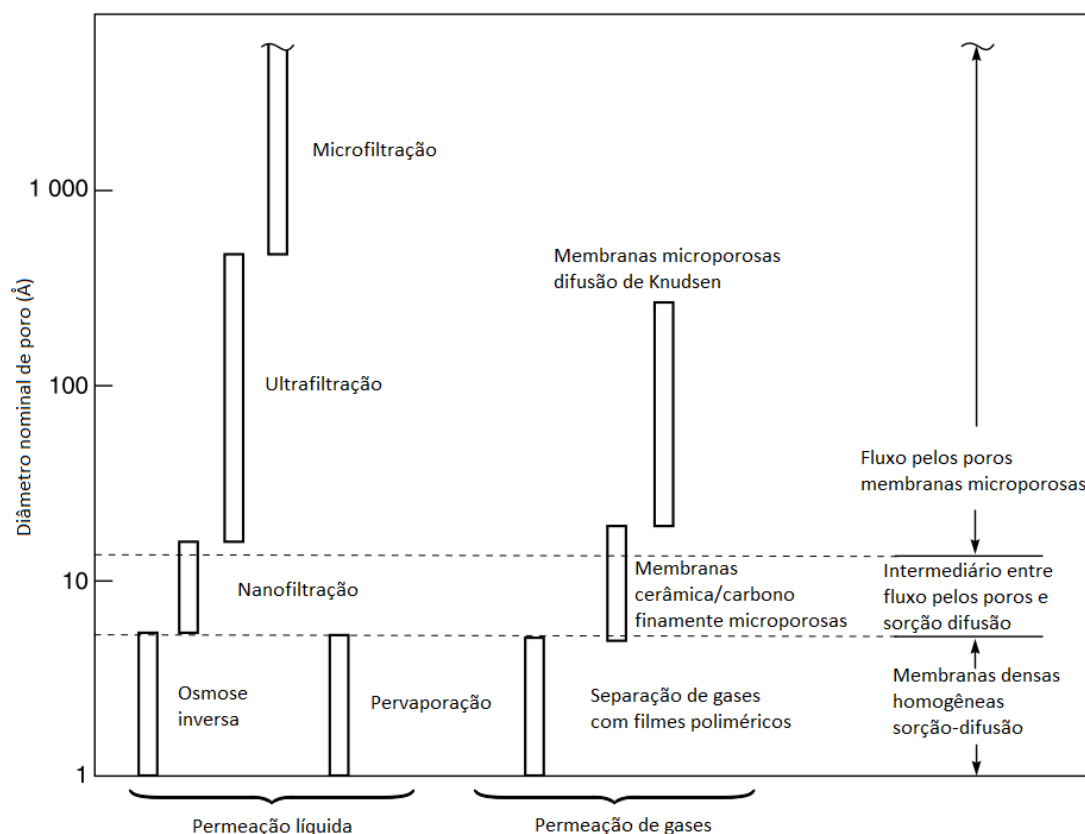 Diâmetro nominal de poro (Å)
1 000
100
10
1
Microfiltração
Ultrafiltração
Nanofiltração
Osmose
inversa
Pervaporação
Membranas microporosas
difusão de Knudsen
Membranas
cerâmica/carbono
finamente microporosas
Separação de gases
com filmes poliméricos
Fluxo pelos poros
membranas microporosas
Intermediário entre
fluxo pelos poros e
sorção difusão
Membranas densas
homogêneas
sorção-difusão
Permeação líquida
Permeação de gases